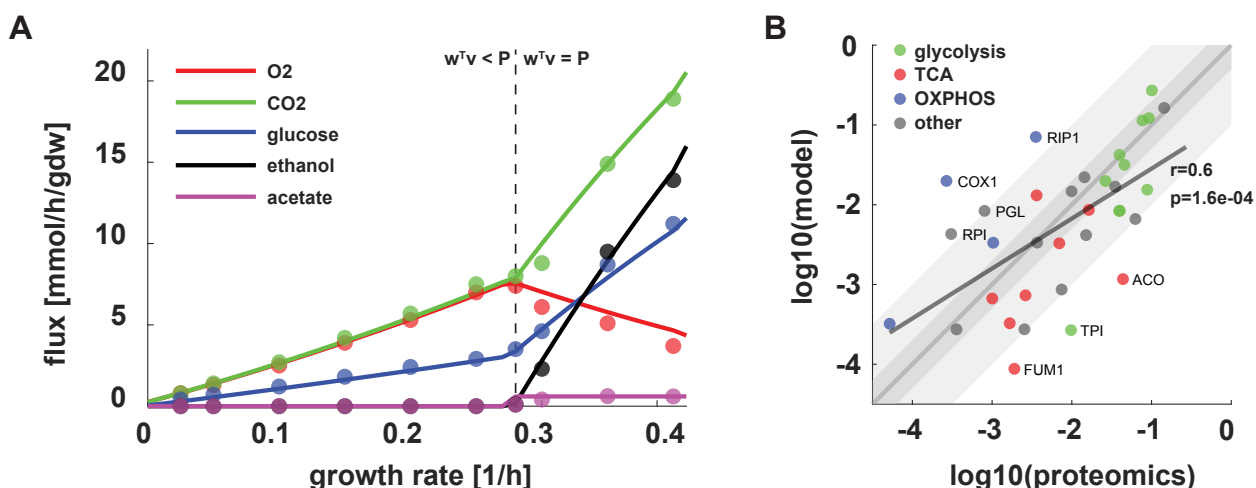 A
wᵀv < P
wᵀv = P
O2
CO2
glucose
ethanol
acetate
20
15
10
5
0
flux [mmol/h/gdw]
0
0.1
0.2
0.3
0.4
growth rate [1/h]
B
glycolysis
TCA
OXPHOS
other
RIP1
COX1
PGL
RPI
ACO
TPI
FUM1
r=0.6
p=1.6e-04
0
-1
-2
-3
-4
log10(model)
-4
-3
-2
-1
0
log10(proteomics)